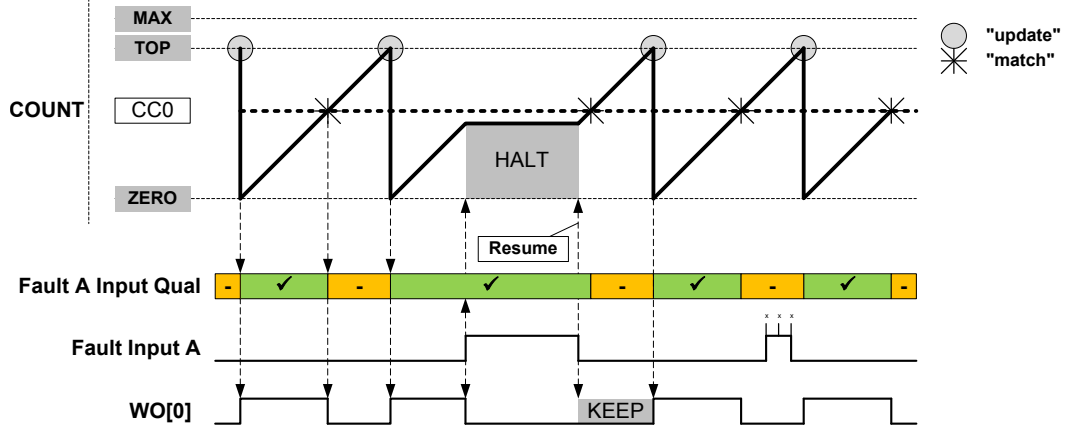 MAX
"update"
TOP
"match"
COUNT
CC0
HALT
ZERO
Resume
Fault A Input Qual
- ✓ - ✓ - ✓ - ✓ -
x x x
Fault Input A
WO[0]
KEEP